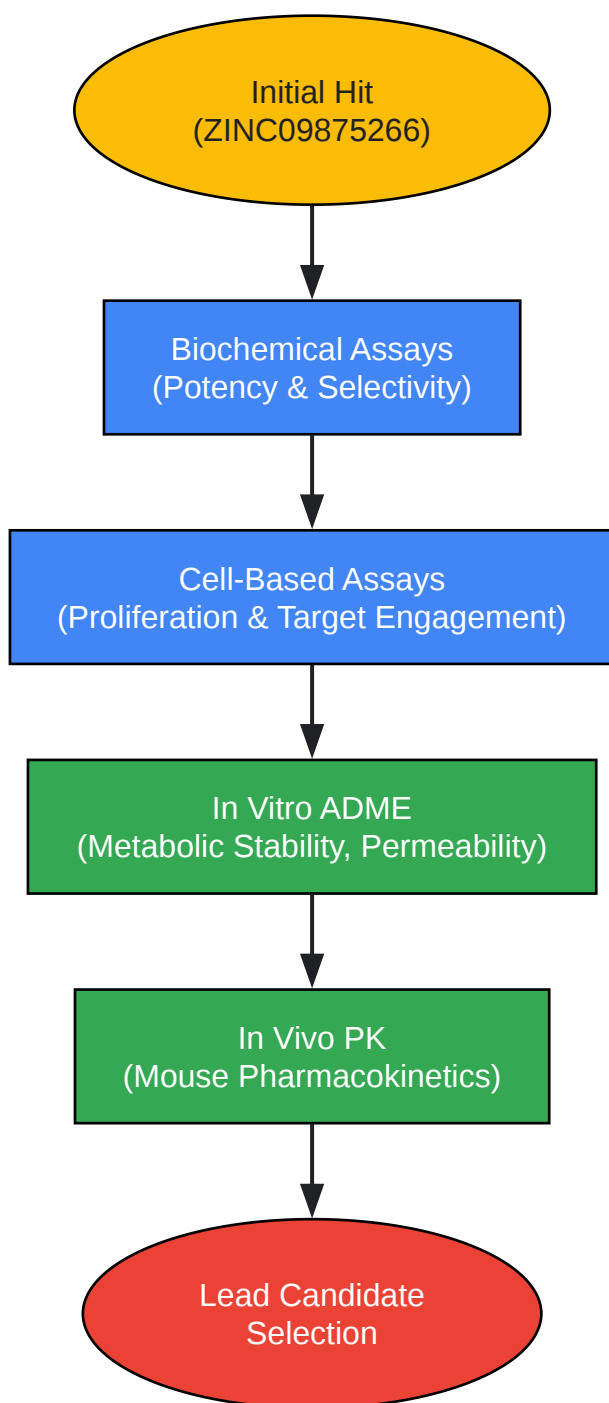 Initial Hit
(ZINC09875266)
Biochemical Assays
(Potency & Selectivity)
Cell-Based Assays
(Proliferation & Target Engagement)
In Vitro ADME
(Metabolic Stability, Permeability)
In Vivo PK
(Mouse Pharmacokinetics)
Lead Candidate
Selection